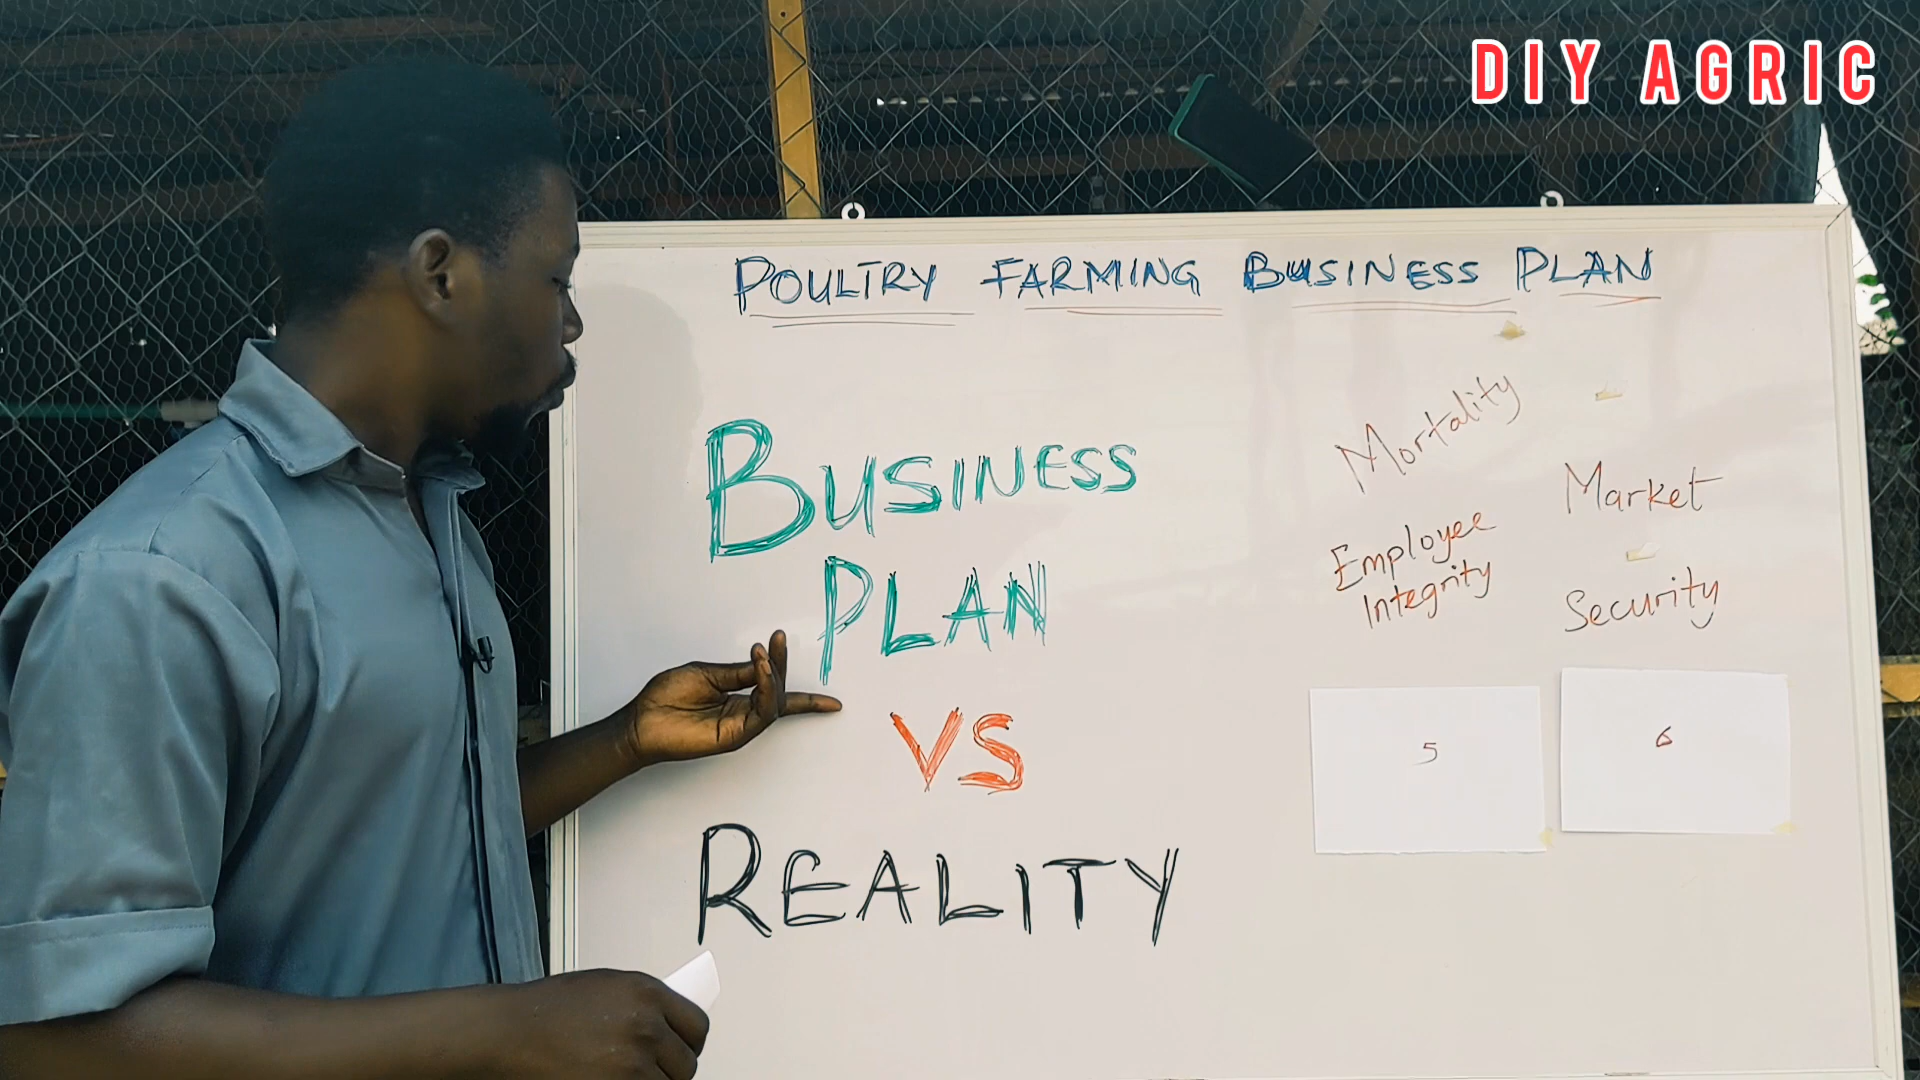 DIY AGRIC
POULTRY FARMING BUSINESS PLAN
BUSINESS
PLAN
VS
REALITY
Mortality
Market
Employee
Integrity
Security
5
6